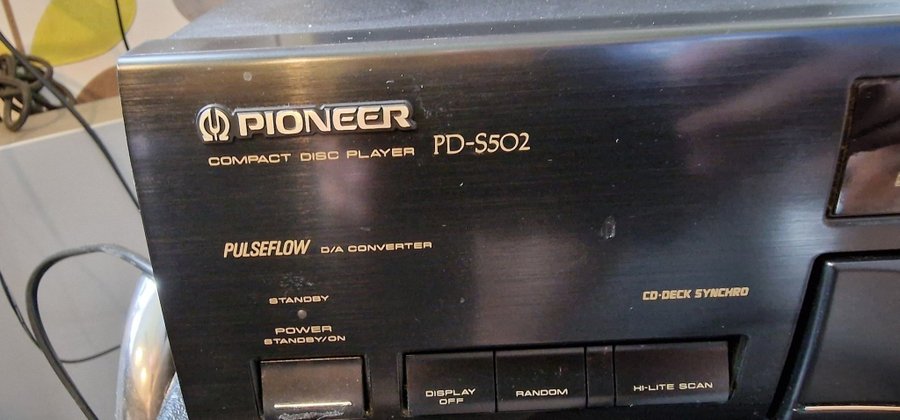 PIONEER
COMPACT DISC PLAYER PD-S502
PULSEFLOW D/A CONVERTER
CD-DECK SYNCHRO
STANDBY
POWER
STANDBY/ON
DISPLAY
OFF
RANDOM
HI-LITE SCAN